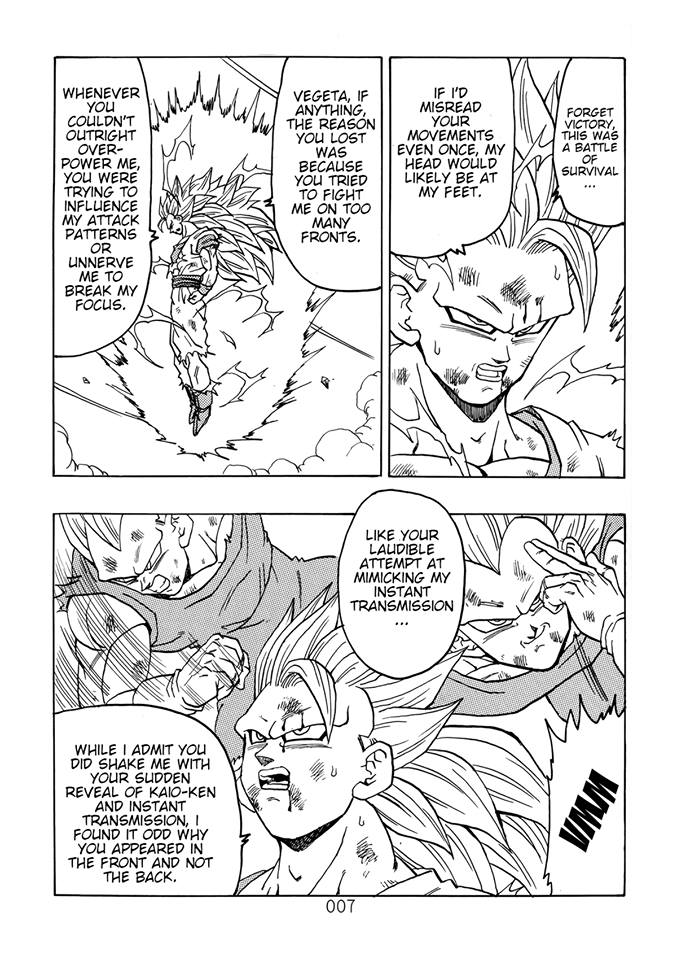 FORGET
VICTORY,
THIS WAS
A BATTLE
OF
SURVIVAL
...
IF I'D
MISREAD
YOUR
MOVEMENTS
EVEN ONCE, MY
HEAD WOULD
LIKELY BE AT
MY FEET.
VEGETA, IF
ANYTHING,
THE REASON
YOU LOST
WAS
BECAUSE
YOU TRIED
TO FIGHT
ME ON TOO
MANY
FRONTS.
WHENEVER
YOU
COULDN'T
OUTRIGHT
OVER-
POWER ME,
YOU WERE
TRYING TO
INFLUENCE
MY ATTACK
PATTERNS
OR
UNNERVE
ME TO
BREAK MY
FOCUS.
LIKE YOUR
LAUDIBLE
ATTEMPT AT
MIMICKING MY
INSTANT
TRANSMISSION
...
VMM
WHILE I ADMIT YOU
DID SHAKE ME WITH
YOUR SUDDEN
REVEAL OF KAIO-KEN
AND INSTANT
TRANSMISSION, I
FOUND IT ODD WHY
YOU APPEARED IN
THE FRONT AND NOT
THE BACK.
007